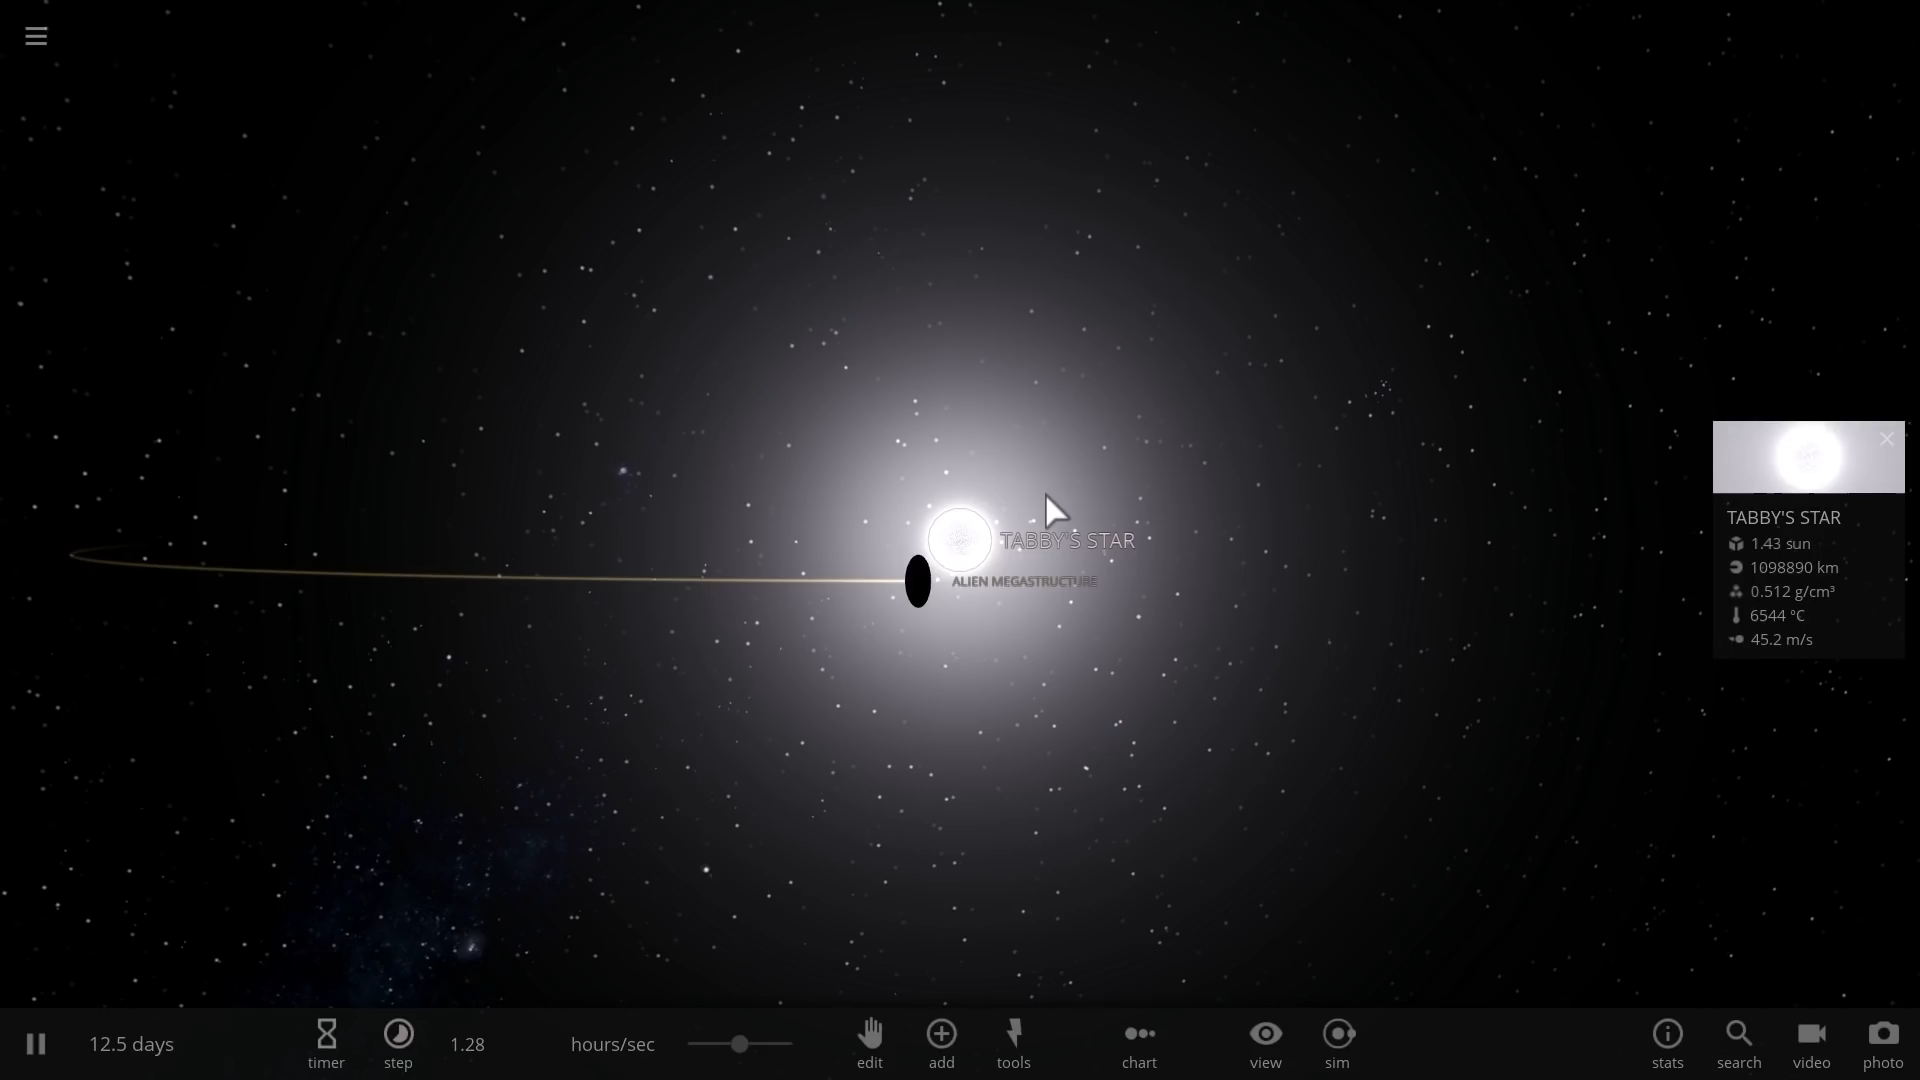 TABBY'S STAR
ALIEN MEGASTRUCTURE
TABBY'S STAR
1.43 sun
1098890 km
0.512 g/cm³
6544 °C
45.2 m/s
12.5 days
timer
step
1.28
hours/sec
edit
add
tools
chart
view
sim
stats
search
video
photo